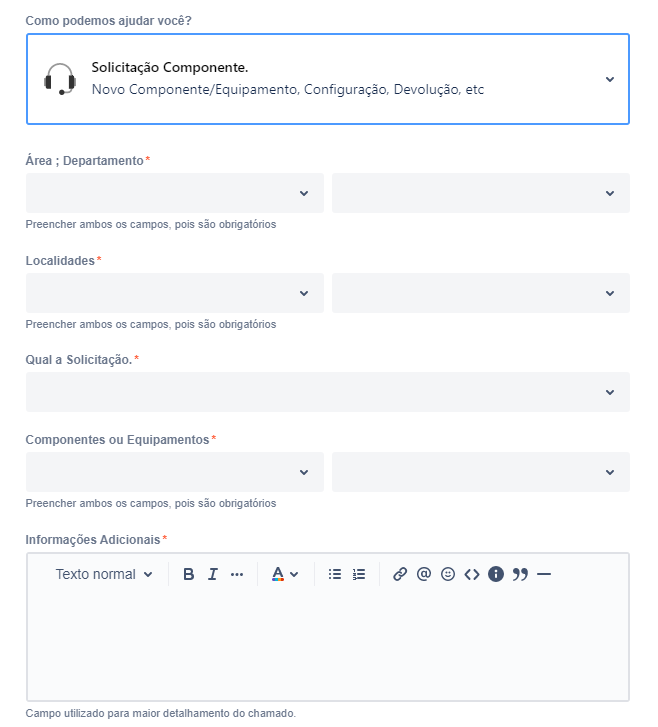 Como podemos ajudar você?
Solicitação Componente.
Novo Componente/Equipamento, Configuração, Devolução, etc
Área ; Departamento*
Preencher ambos os campos, pois são obrigatórios
Localidades*
Preencher ambos os campos, pois são obrigatórios
Qual a Solicitação.*
Componentes ou Equipamentos*
Preencher ambos os campos, pois são obrigatórios
Informações Adicionais*
Texto normal B I ... A @
Campo utilizado para maior detalhamento do chamado.